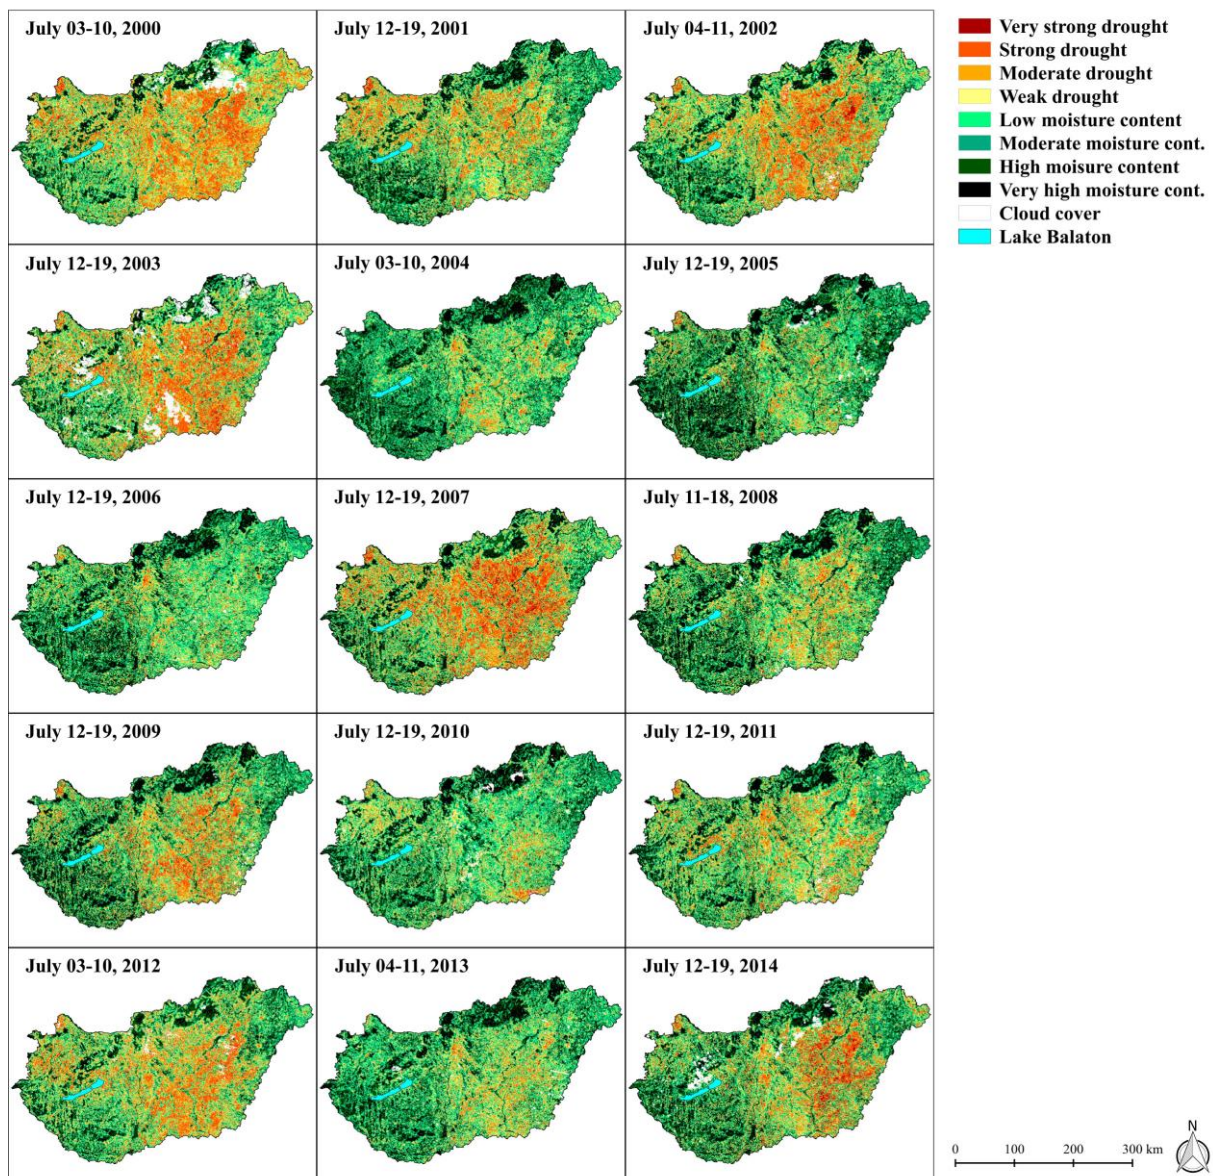 July 03-10, 2000
July 12-19, 2001
July 04-11, 2002
Very strong drought
Strong drought
Moderate drought
Weak drought
Low moisture content
Moderate moisture cont.
High moisure content
Very high moisture cont.
Cloud cover
Lake Balaton
July 12-19, 2003
July 03-10, 2004
July 12-19, 2005
July 12-19, 2006
July 12-19, 2007
July 11-18, 2008
July 12-19, 2009
July 12-19, 2010
July 12-19, 2011
July 03-10, 2012
July 04-11, 2013
July 12-19, 2014
N
0 100 200 300 km